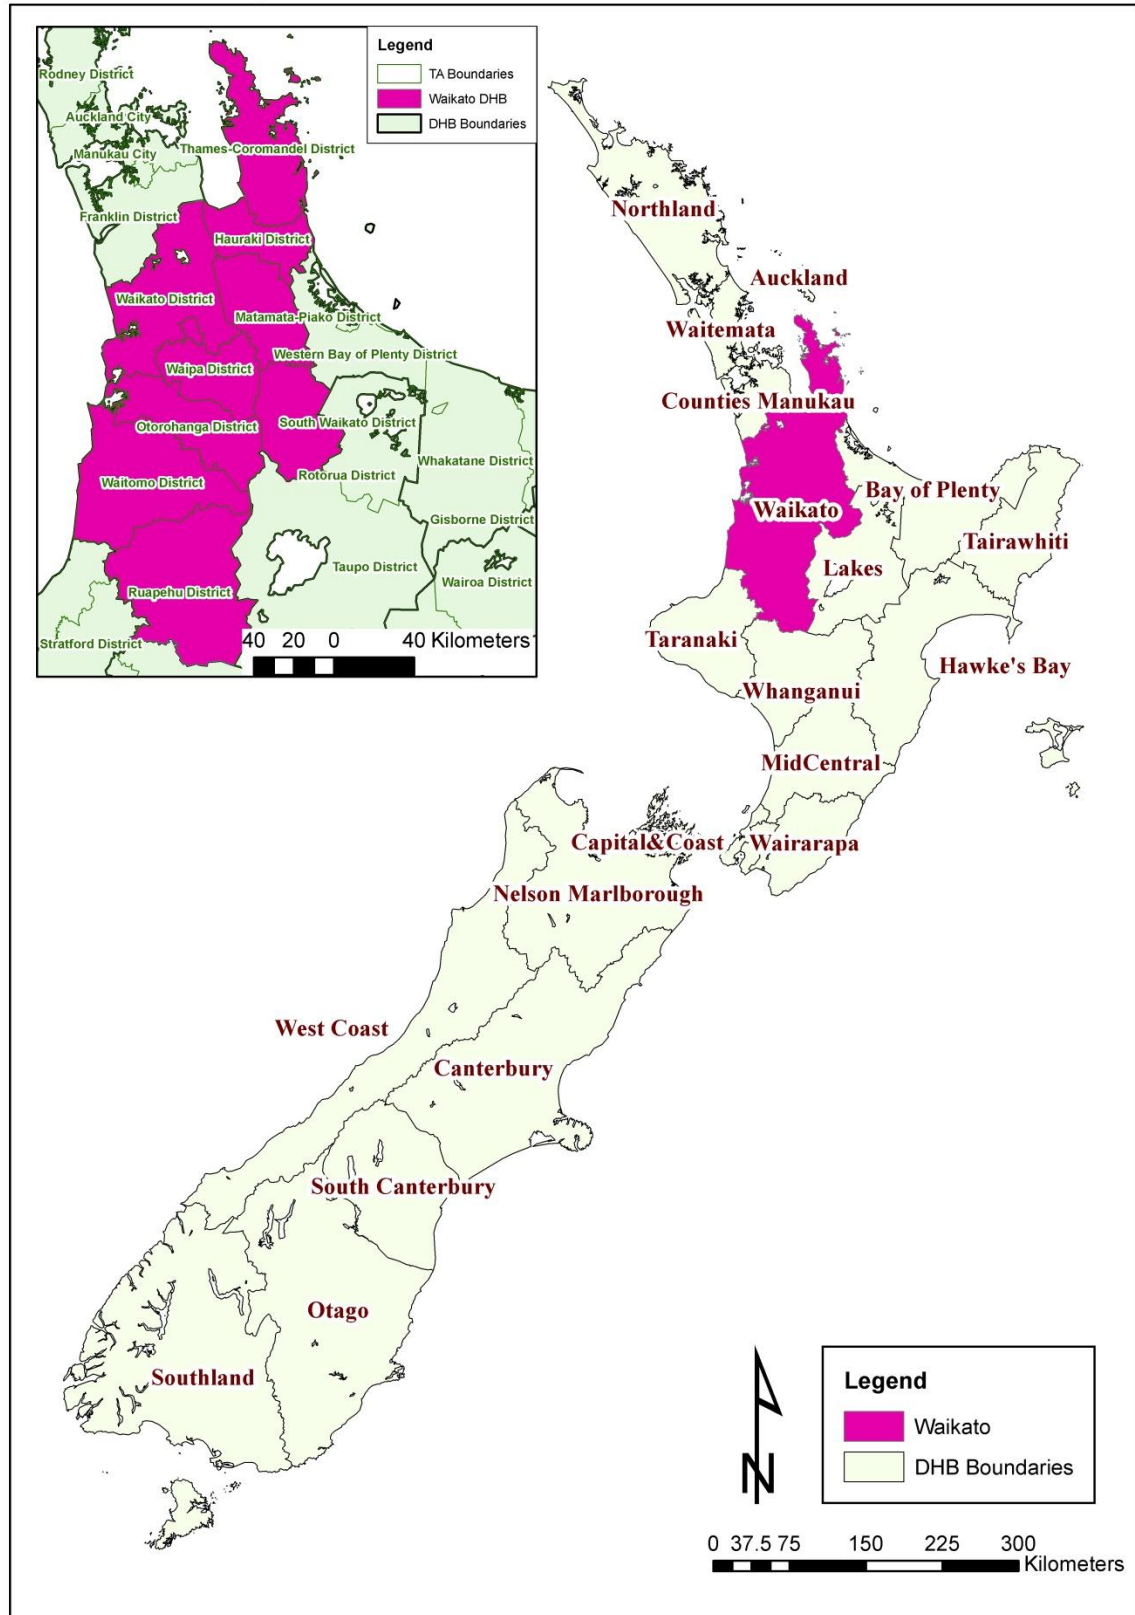 Legend
TA Boundaries
Waikato DHB
DHB Boundaries
Rodney District
Auckland City
Manukau City
Thames-Coromandel District
Franklin District
Hauraki District
Waikato District
Matamata-Piako District
Western Bay of Plenty District
Waipa District
South Waikato District
Otorohanga District
Whakatane District
Rotorua District
Waitomo District
Gisborne District
Taupo District
Wairoa District
Ruapehu District
Stratford District
40 20 0 40 Kilometers
Northland
Auckland
Waitemata
Counties Manukau
Bay of Plenty
Waikato
Tairawhiti
Lakes
Taranaki
Hawke's Bay
Whanganui
MidCentral
Capital&Coast
Wairarapa
Nelson Marlborough
West Coast
Canterbury
South Canterbury
Otago
Southland
N
Legend
Waikato
DHB Boundaries
0 37.5 75 150 225 300
Kilometers